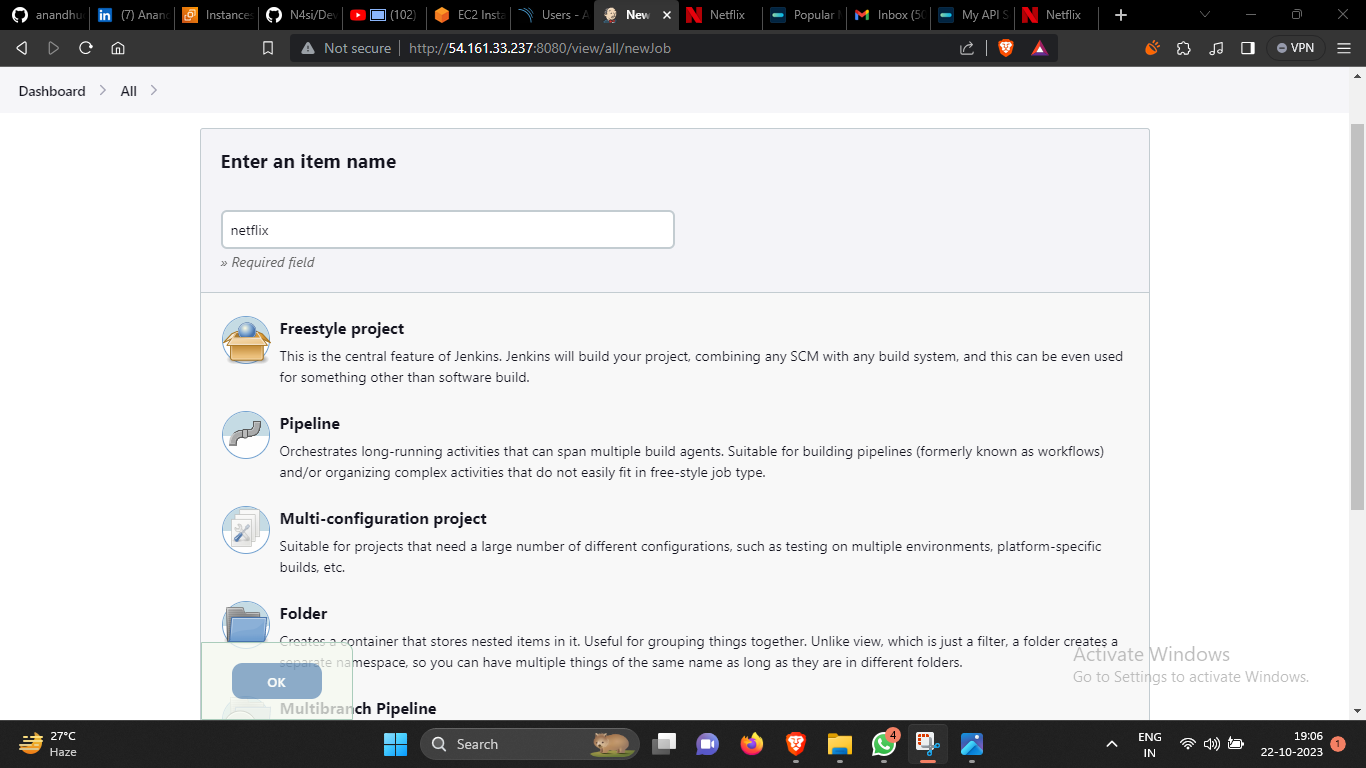 anandhu
(7) Anand
Instances
N4si/Dev
(102)
EC2 Insta
Users - A
New
Netflix
Popular
Inbox (50
My API S
Netflix
Not secure
http://54.161.33.237:8080/view/all/newJob
VPN
Dashboard All
Enter an item name
netflix
» Required field
Freestyle project
This is the central feature of Jenkins. Jenkins will build your project, combining any SCM with any build system, and this can be even used
for something other than software build.
Pipeline
Orchestrates long-running activities that can span multiple build agents. Suitable for building pipelines (formerly known as workflows)
and/or organizing complex activities that do not easily fit in free-style job type.
Multi-configuration project
Suitable for projects that need a large number of different configurations, such as testing on multiple environments, platform-specific
builds, etc.
Folder
Creates a container that stores nested items in it. Useful for grouping things together. Unlike view, which is just a filter, a folder creates a
separate namespace, so you can have multiple things of the same name as long as they are in different folders.
OK
Multibranch Pipeline
Activate Windows
Go to Settings to activate Windows.
27°C
Haze
Search
4
ENG
IN
19:06
22-10-2023
1